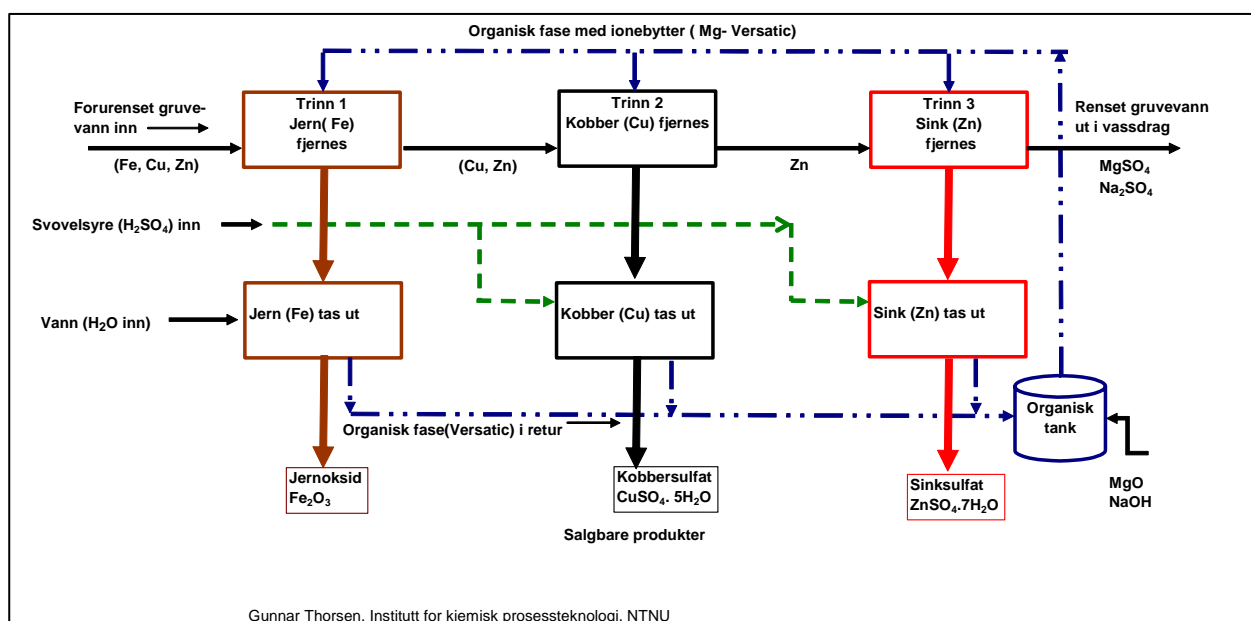 Organisk fase med ionebytter ( Mg- Versatic)
Forurenset gruve-
vann inn
(Fe, Cu, Zn)
Trinn 1
Jern( Fe)
fjernes
(Cu, Zn)
Trinn 2
Kobber (Cu) fjernes
Zn
Trinn 3
Sink (Zn)
fjernes
Renset gruvevann
ut i vassdrag
MgSO₄
Na₂SO₄
Svovelsyre (H₂SO₄) inn
Vann (H₂O inn)
Jern (Fe) tas ut
Kobber (Cu) tas ut
Sink (Zn) tas ut
Organisk fase(Versatic) i retur
Organisk
tank
MgO
NaOH
Jernoksid
Fe₂O₃
Kobbersulfat
CuSO₄. 5H₂O
Sinksulfat
ZnSO₄.7H₂O
Salgbare produkter
Gunnar Thorsen, Institutt for kjemisk prosessteknologi, NTNU